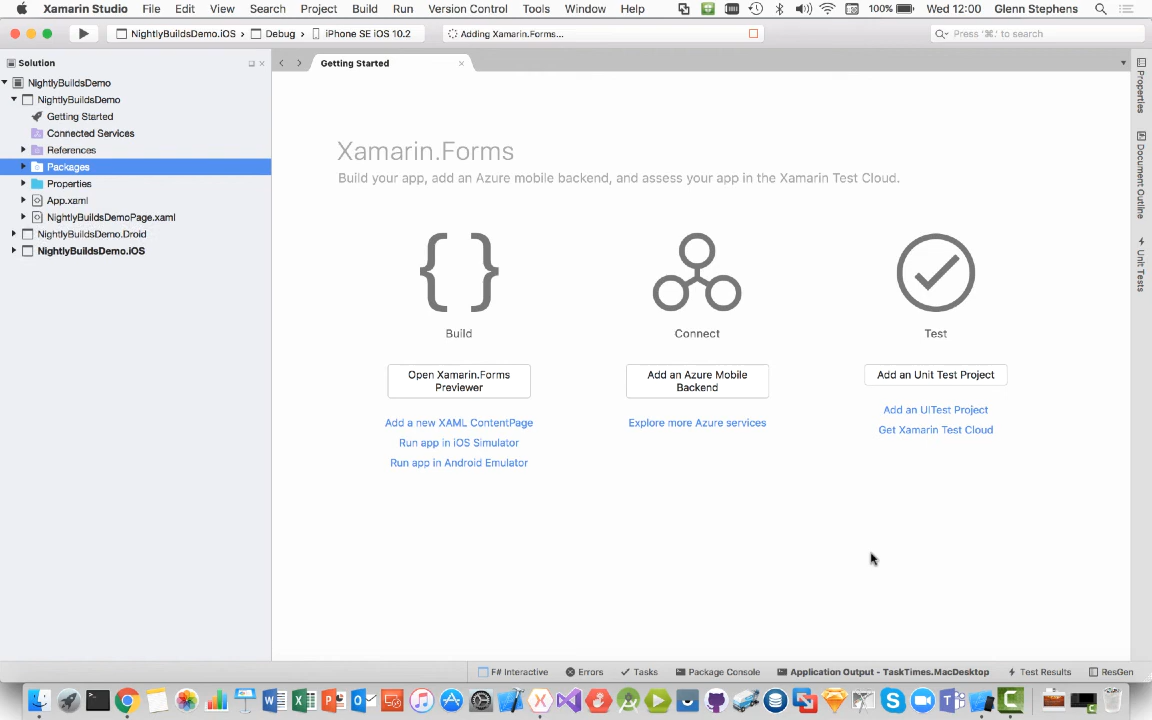 Xamarin Studio File Edit View Search Project Build Run Version Control Tools Window Help 100% Wed 12:00 Glenn Stephens
NightlyBuildsDemo.iOS > Debug > iPhone SE iOS 10.2 Adding Xamarin.Forms... Press '⌘.' to search
Solution
NightlyBuildsDemo
NightlyBuildsDemo
Getting Started
Connected Services
References
Packages
Properties
App.xaml
NightlyBuildsDemoPage.xaml
NightlyBuildsDemo.Droid
NightlyBuildsDemo.iOS
Getting Started
Xamarin.Forms
Build your app, add an Azure mobile backend, and assess your app in the Xamarin Test Cloud.
Build
Open Xamarin.Forms
Previewer
Add a new XAML ContentPage
Run app in iOS Simulator
Run app in Android Emulator
Connect
Add an Azure Mobile
Backend
Explore more Azure services
Test
Add an Unit Test Project
Add an UITest Project
Get Xamarin Test Cloud
Properties
Document Outline
Unit Tests
F# Interactive Errors Tasks Package Console Application Output - TaskTimes.MacDesktop Test Results ResGen